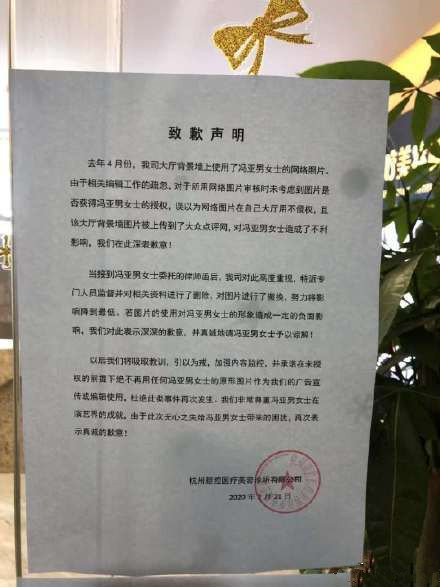 致歉声明
去年4月份，我司大厅背景墙上使用了冯亚男女士的网络照片。
由于相关编辑工作的疏忽，对于所用网络图片审核时未考虑到图片是
否获得冯亚男女士的授权，误以为网络图片在自己大厅用不侵权，且
该大厅背景墙图片被上传到了大众点评网，对冯亚男女士造成了不利
影响，我们在此深表歉意！
当接到冯亚男女士委托的律师函后，我司对此高度重视，特派专
门人员监督并对相关资料进行了删除，对图片进行了撤换，努力将影
响降到最低。若图片的使用对冯亚男女士的形象造成一定的负面影
响，我们对此表示深深的歉意，并真诚地请冯亚男女士予以谅解！
以后我们将吸取教训，引以为戒，加强内容监控，并承诺在未授
权的前提下绝不再用任何冯亚男女士的原形图片作为我们的广告宣
传或编辑使用，杜绝此类事件再次发生。我们非常尊重冯亚男女士在
演艺界的成就，由于此次无心之失给冯亚男女士带来的困扰，再次表
示真诚的歉意！
杭州 医疗美容诊所有限公司
2020年 月21日